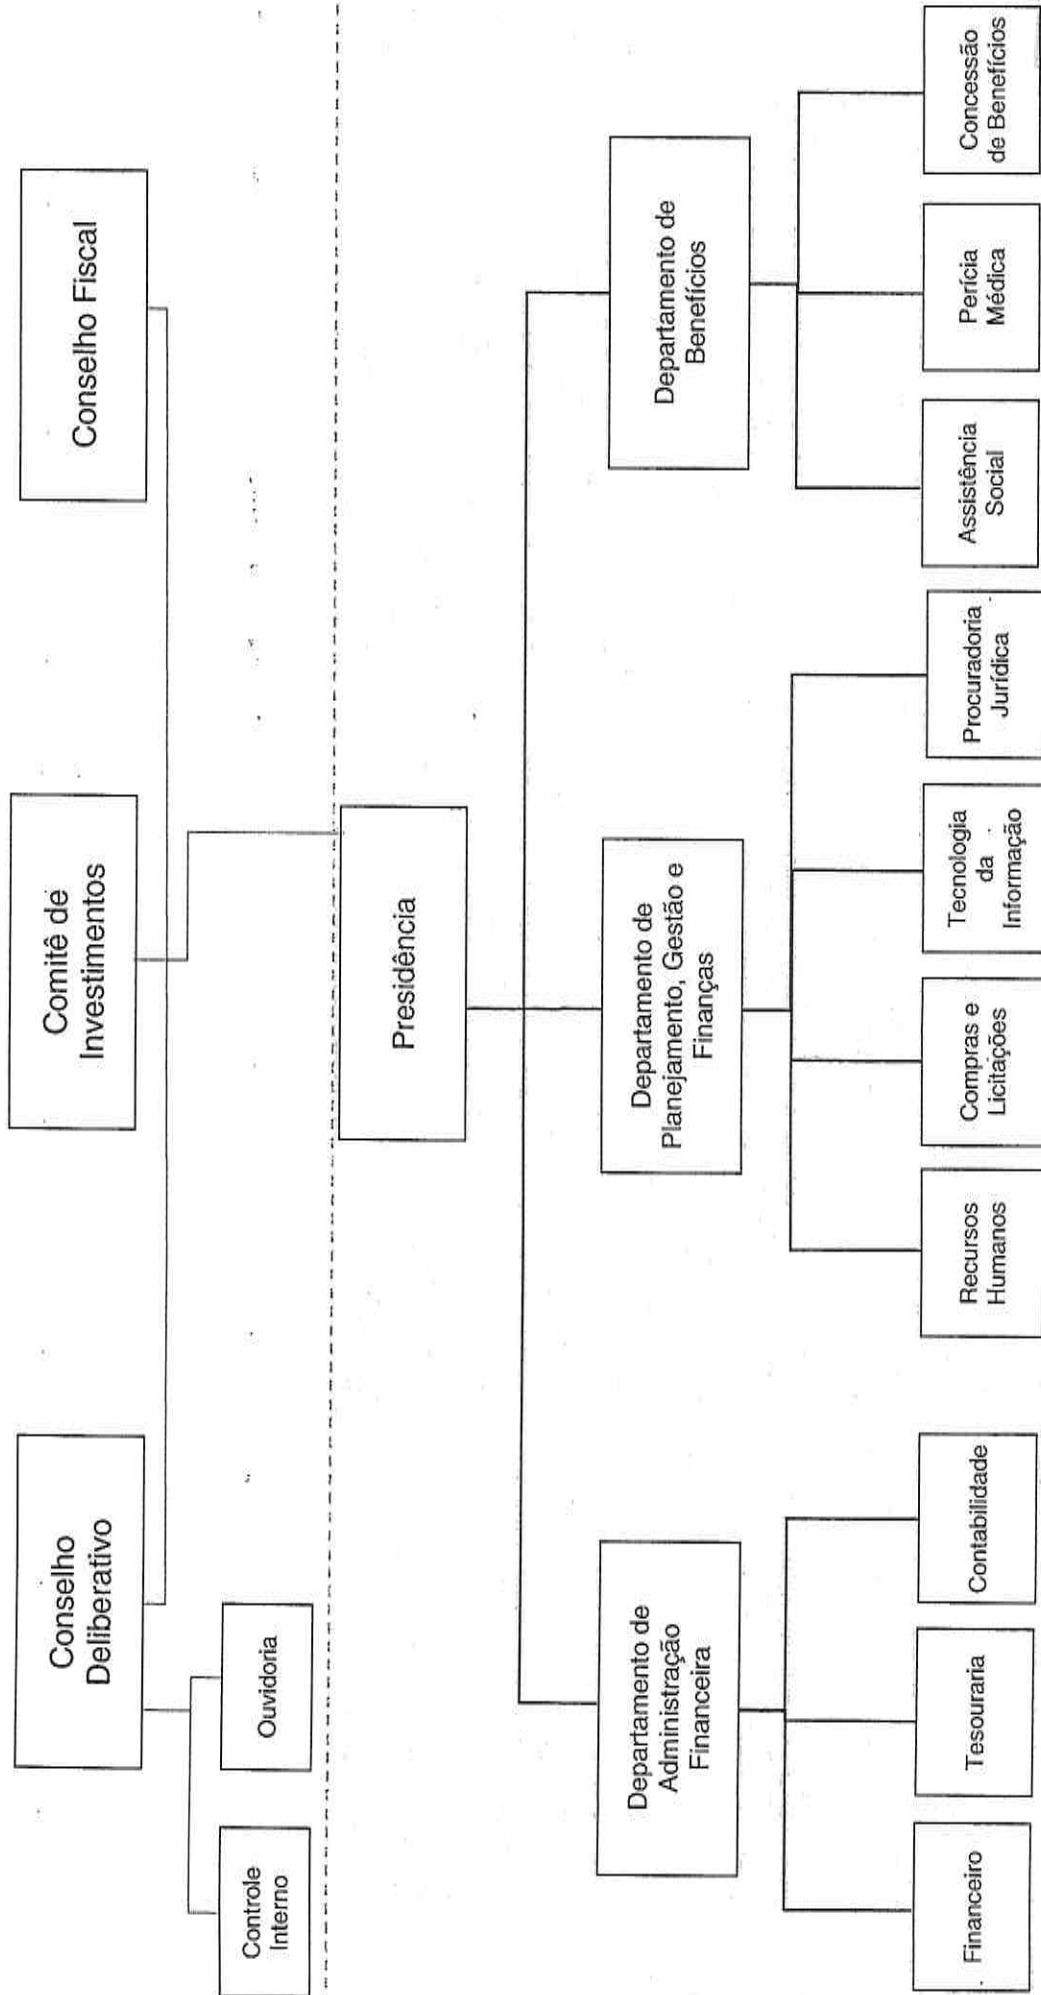 Conselho
Deliberativo
Comitê de
Investimentos
Conselho Fiscal
Controle
Interno
Ouvidoria
Presidência
Departamento de
Administração
Financeira
Departamento de
Planejamento, Gestão e
Finanças
Departamento de
Benefícios
Financeiro
Tesouraria
Contabilidade
Recursos
Humanos
Compras e
Licitações
Tecnologia
da
Informação
Procuradoria
Jurídica
Assistência
Social
Perícia
Médica
Concessão
de Benefícios